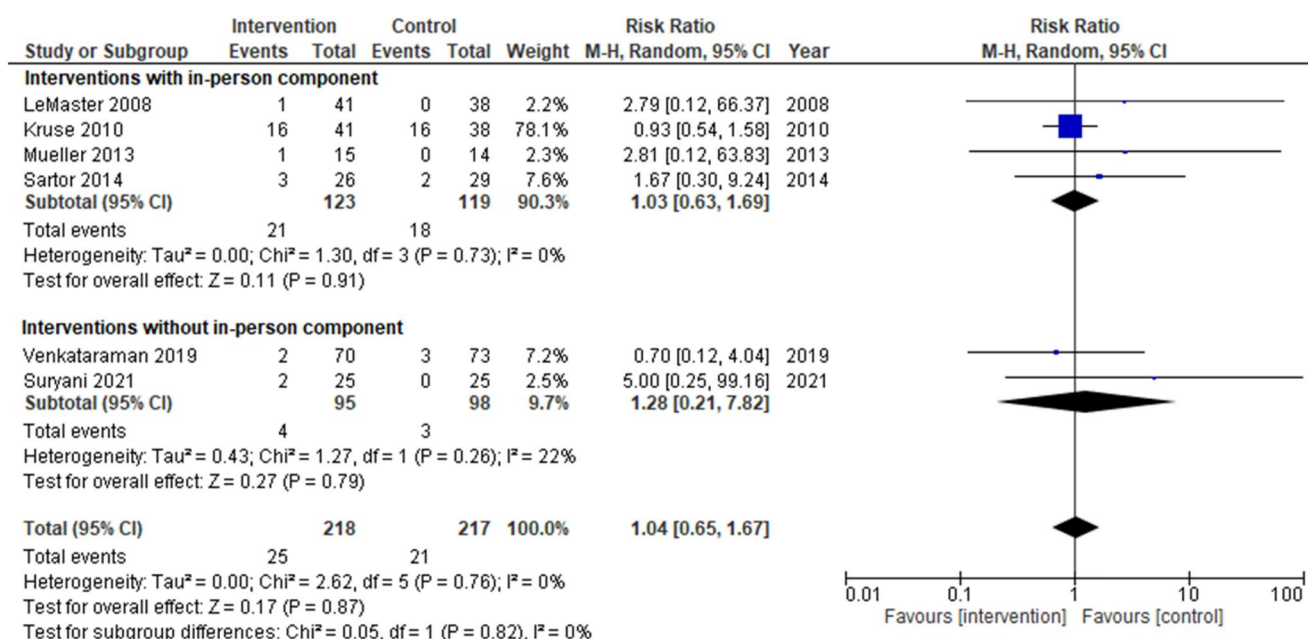 Intervention Control Risk Ratio Risk Ratio
Study or Subgroup Events Total Events Total Weight M-H, Random, 95% CI Year M-H, Random, 95% CI
Interventions with in-person component
LeMaster 2008 1 41 0 38 2.2% 2.79 [0.12, 66.37] 2008
Kruse 2010 16 41 16 38 78.1% 0.93 [0.54, 1.58] 2010
Mueller 2013 1 15 0 14 2.3% 2.81 [0.12, 63.83] 2013
Sartor 2014 3 26 2 29 7.6% 1.67 [0.30, 9.24] 2014
Subtotal (95% CI) 123 119 90.3% 1.03 [0.63, 1.69]
Total events 21 18
Heterogeneity: Tau² = 0.00; Chi² = 1.30, df = 3 (P = 0.73); I² = 0%
Test for overall effect: Z = 0.11 (P = 0.91)
Interventions without in-person component
Venkataraman 2019 2 70 3 73 7.2% 0.70 [0.12, 4.04] 2019
Suryani 2021 2 25 0 25 2.5% 5.00 [0.25, 99.16] 2021
Subtotal (95% CI) 95 98 9.7% 1.28 [0.21, 7.82]
Total events 4 3
Heterogeneity: Tau² = 0.43; Chi² = 1.27, df = 1 (P = 0.26); I² = 22%
Test for overall effect: Z = 0.27 (P = 0.79)
Total (95% CI) 218 217 100.0% 1.04 [0.65, 1.67]
Total events 25 21
Heterogeneity: Tau² = 0.00; Chi² = 2.62, df = 5 (P = 0.76); I² = 0%
Test for overall effect: Z = 0.17 (P = 0.87)
Test for subgroup differences: Chi² = 0.05, df = 1 (P = 0.82), I² = 0%
0.01 0.1 1 10 100
Favours [intervention] Favours [control]